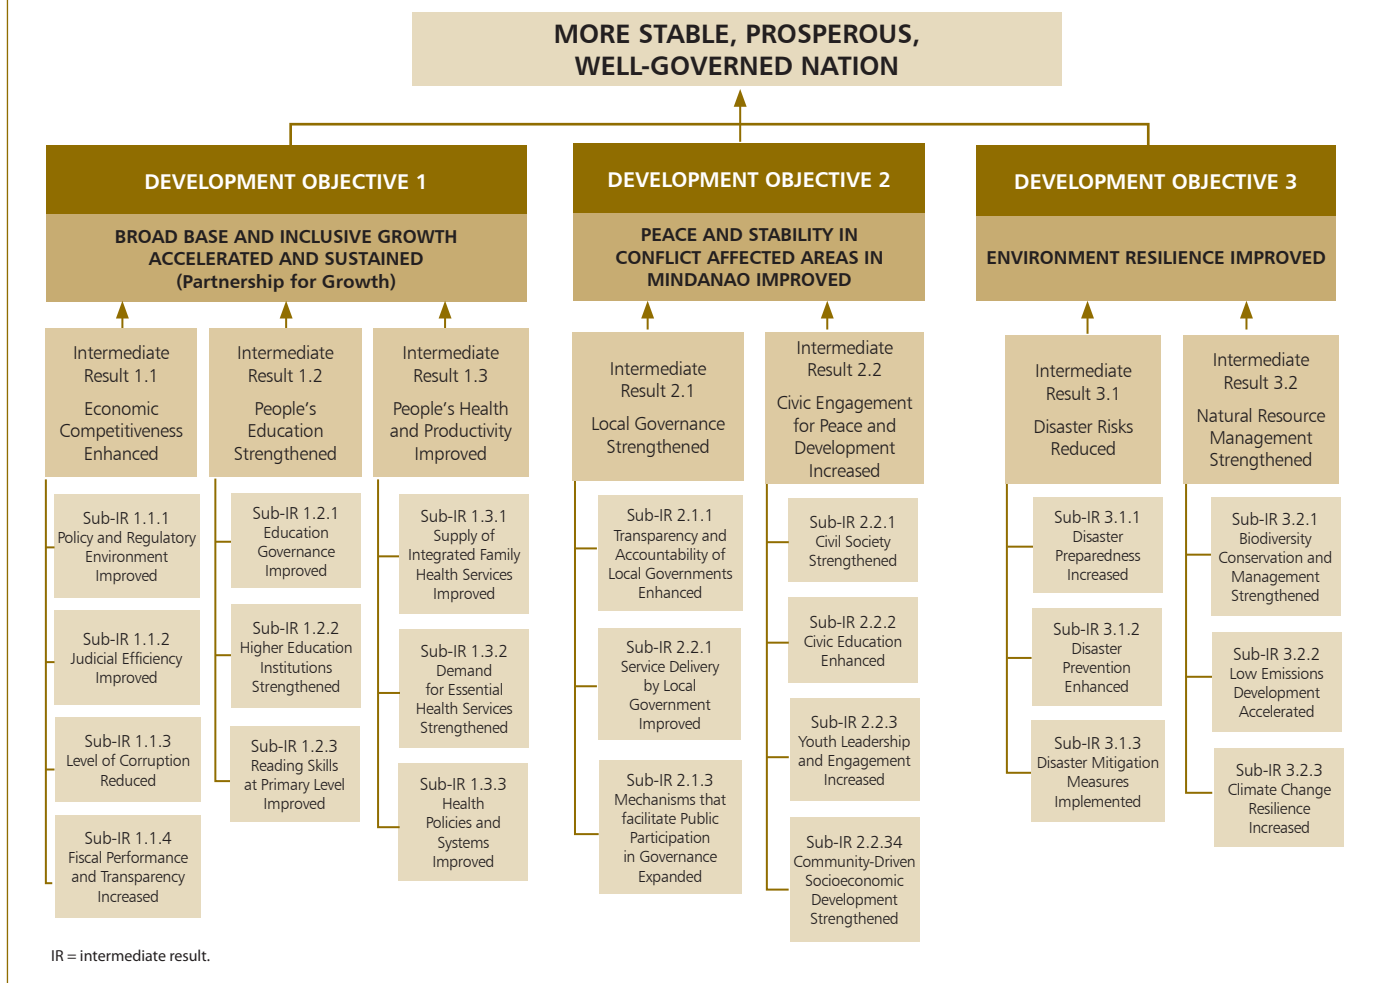 MORE STABLE, PROSPEROUS,
WELL-GOVERNED NATION
DEVELOPMENT OBJECTIVE 1
BROAD BASE AND INCLUSIVE GROWTH
ACCELERATED AND SUSTAINED
(Partnership for Growth)
Intermediate
Result 1.1
Economic
Competitiveness
Enhanced
Sub-IR 1.1.1
Policy and Regulatory
Environment
Improved
Sub-IR 1.1.2
Judicial Efficiency
Improved
Sub-IR 1.1.3
Level of Corruption
Reduced
Sub-IR 1.1.4
Fiscal Performance
and Transparency
Increased
Intermediate
Result 1.2
People's
Education
Strengthened
Sub-IR 1.2.1
Education
Governance
Improved
Sub-IR 1.2.2
Higher Education
Institutions
Strengthened
Sub-IR 1.2.3
Reading Skills
at Primary Level
Improved
Intermediate
Result 1.3
People's Health
and Productivity
Improved
Sub-IR 1.3.1
Supply of
Integrated Family
Health Services
Improved
Sub-IR 1.3.2
Demand
for Essential
Health Services
Strengthened
Sub-IR 1.3.3
Health
Policies and
Systems
Improved
DEVELOPMENT OBJECTIVE 2
PEACE AND STABILITY IN
CONFLICT AFFECTED AREAS IN
MINDANAO IMPROVED
Intermediate
Result 2.1
Local Governance
Strengthened
Sub-IR 2.1.1
Transparency and
Accountability of
Local Governments
Enhanced
Sub-IR 2.2.1
Service Delivery
by Local
Government
Improved
Sub-IR 2.1.3
Mechanisms that
facilitate Public
Participation
in Governance
Expanded
Intermediate
Result 2.2
Civic Engagement
for Peace and
Development
Increased
Sub-IR 2.2.1
Civil Society
Strengthened
Sub-IR 2.2.2
Civic Education
Enhanced
Sub-IR 2.2.3
Youth Leadership
and Engagement
Increased
Sub-IR 2.2.34
Community-Driven
Socioeconomic
Development
Strengthened
DEVELOPMENT OBJECTIVE 3
ENVIRONMENT RESILIENCE IMPROVED
Intermediate
Result 3.1
Disaster Risks
Reduced
Sub-IR 3.1.1
Disaster
Preparedness
Increased
Sub-IR 3.1.2
Disaster
Prevention
Enhanced
Sub-IR 3.1.3
Disaster Mitigation
Measures
Implemented
Intermediate
Result 3.2
Natural Resource
Management
Strengthened
Sub-IR 3.2.1
Biodiversity
Conservation and
Management
Strengthened
Sub-IR 3.2.2
Low Emissions
Development
Accelerated
Sub-IR 3.2.3
Climate Change
Resilience
Increased
IR = intermediate result.